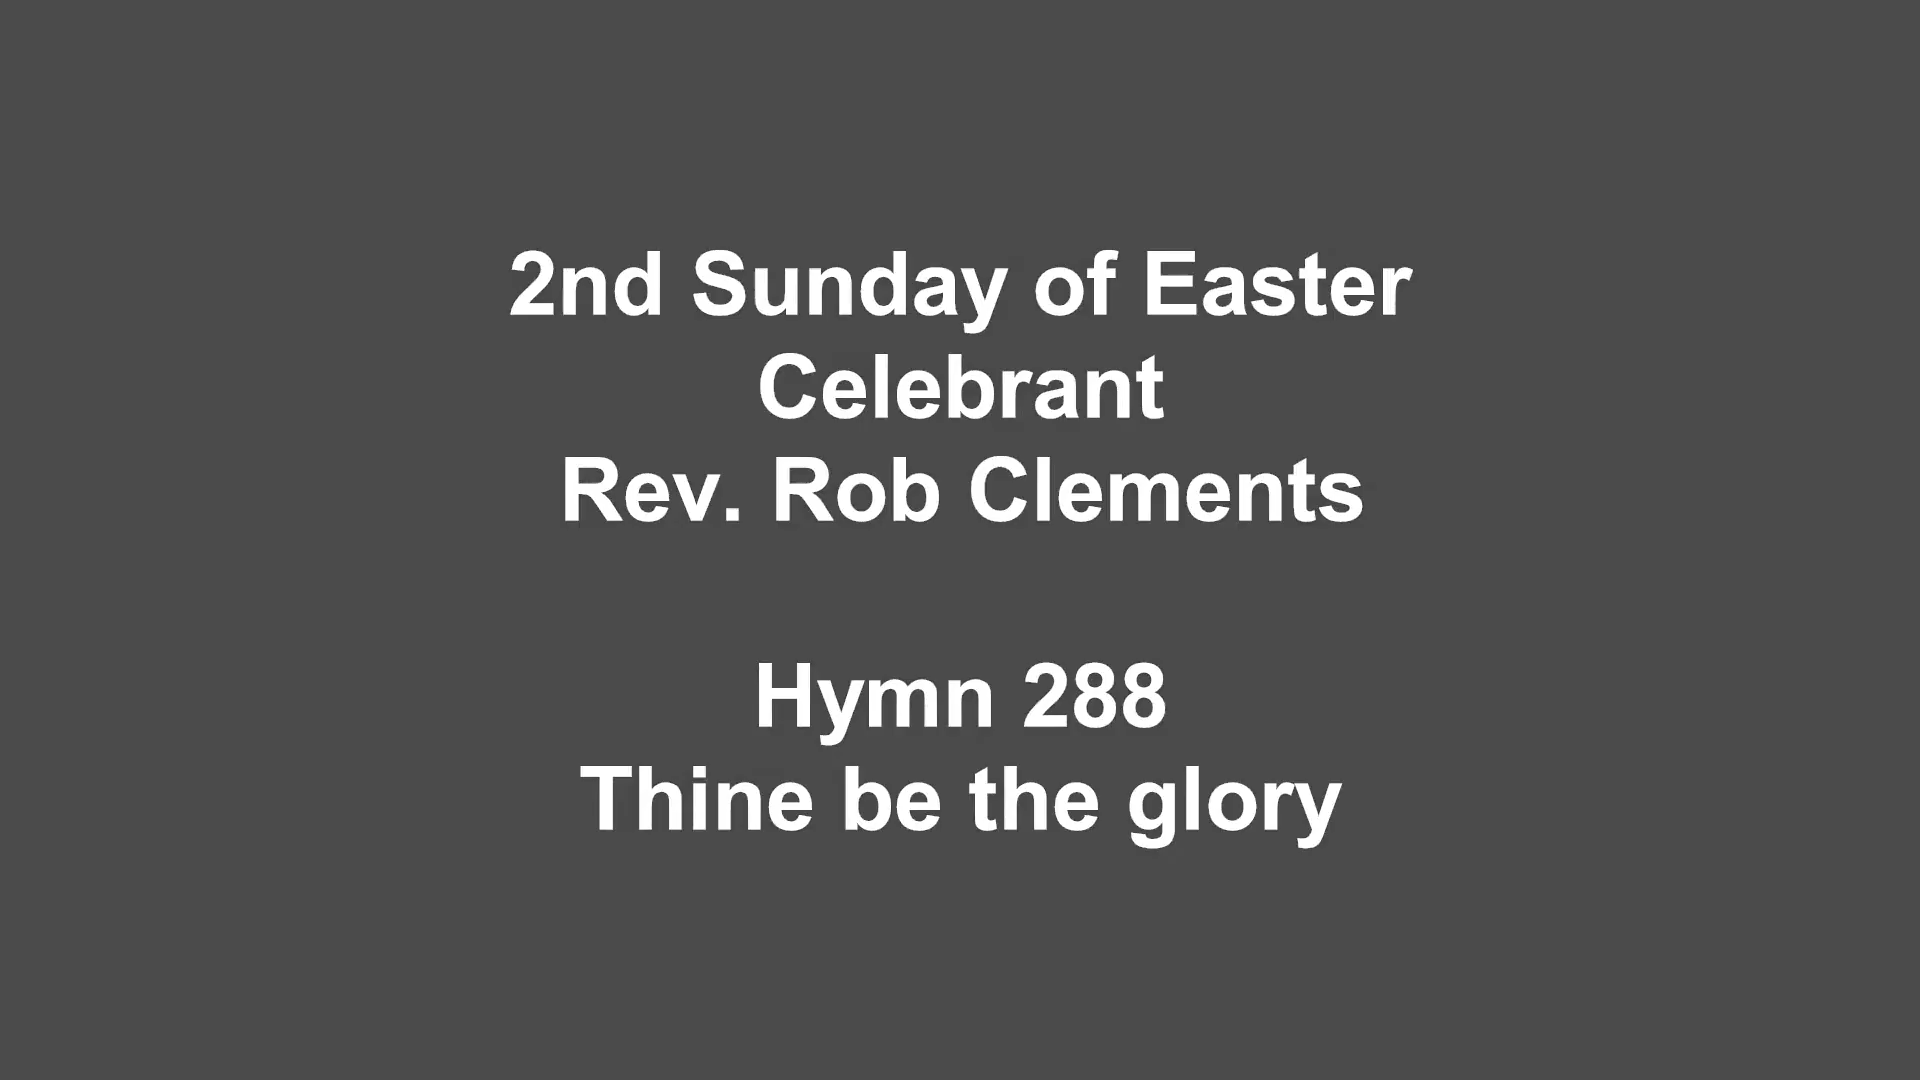 2nd Sunday of Easter
Celebrant
Rev. Rob Clements
Hymn 288
Thine be the glory